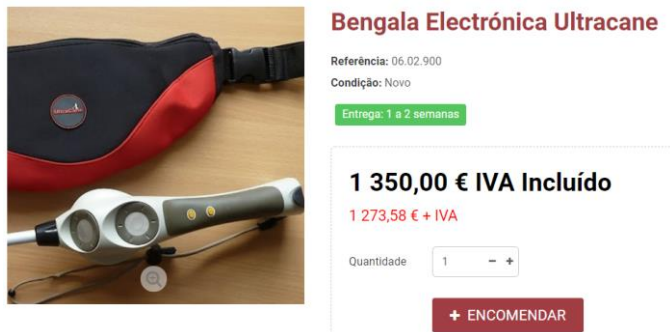 Bengala Electrónica Ultracane
Referência: 06.02.900
Condição: Novo
Entrega: 1 a 2 semanas
1 350,00 € IVA Incluído
1 273,58 € + IVA
Quantidade 1 - +
+ ENCOMENDAR